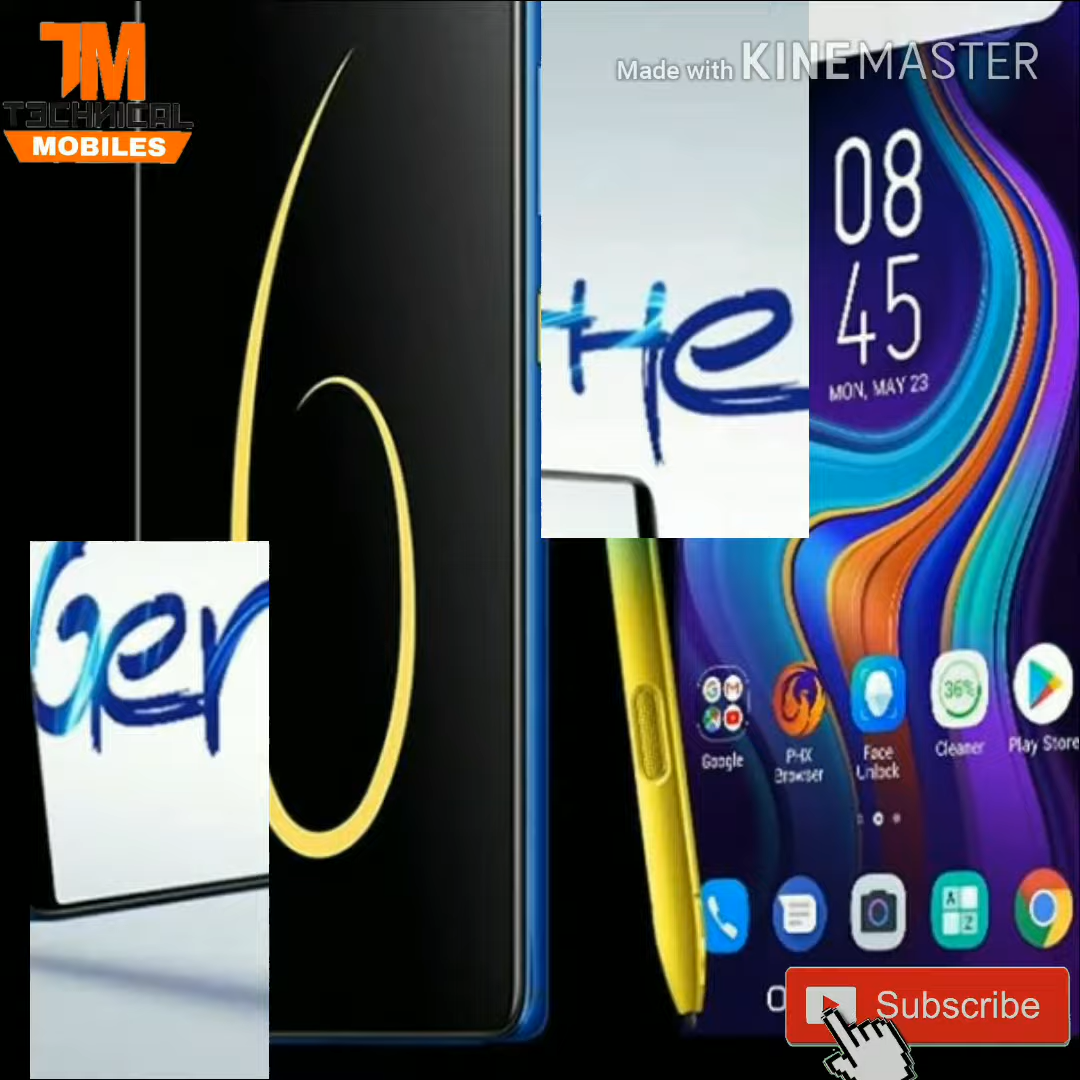 TM
TECHNICAL
MOBILES
Made with KINEMASTER
08
45
MON, MAY 23
He
Ger
36%
Google
PHX
Browser
Face
Unlock
Cleaner
Play Store
A
Z
Subscribe